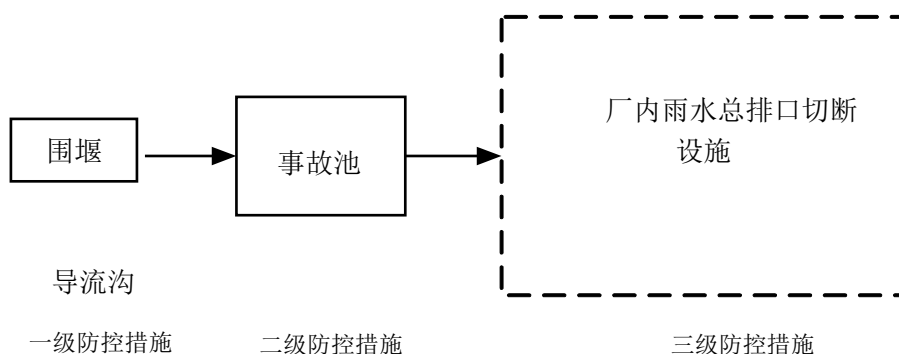 厂内雨水总排口切断
设施
围堰
事故池
导流沟
一级防控措施
二级防控措施
三级防控措施